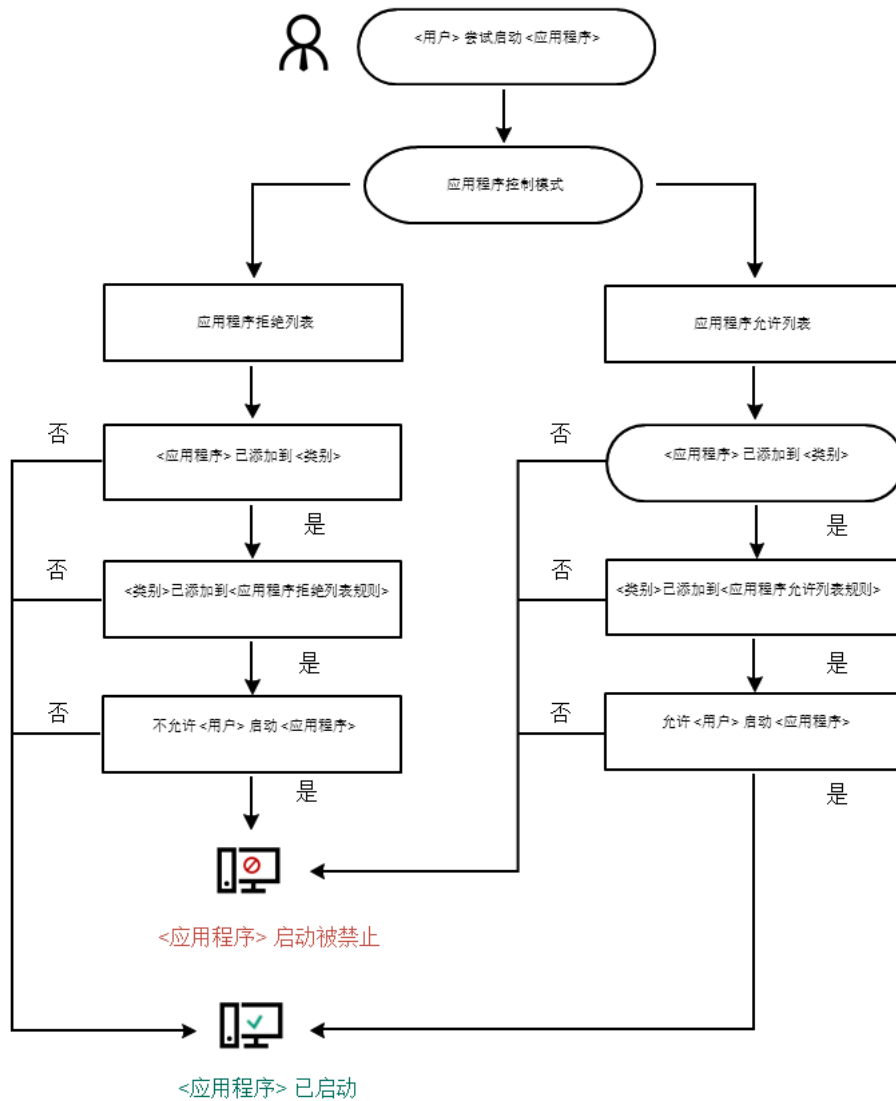 <用户> 尝试启动 <应用程序>
应用程序控制模式
应用程序拒绝列表
应用程序允许列表
否
<应用程序> 已添加到 <类别>
否
<应用程序> 已添加到 <类别>
是
是
否
<类别>已添加到<应用程序拒绝列表规则>
否
<类别>已添加到<应用程序允许列表规则>
是
是
否
不允许 <用户> 启动 <应用程序>
否
允许 <用户> 启动 <应用程序>
是
是
<应用程序> 启动被禁止
<应用程序> 已启动